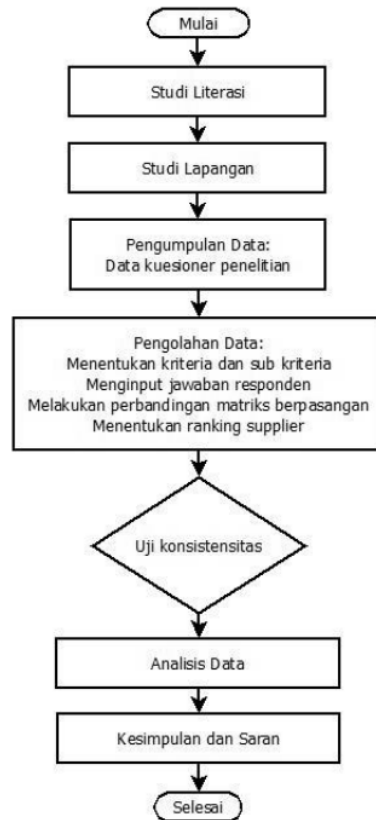 Mulai
Studi Literasi
Studi Lapangan
Pengumpulan Data:
Data kuesioner penelitian
Pengolahan Data:
Menentukan kriteria dan sub kriteria
Menginput jawaban responden
Melakukan perbandingan matriks berpasangan
Menentukan ranking supplier
Uji konsistensitas
Analisis Data
Kesimpulan dan Saran
Selesai